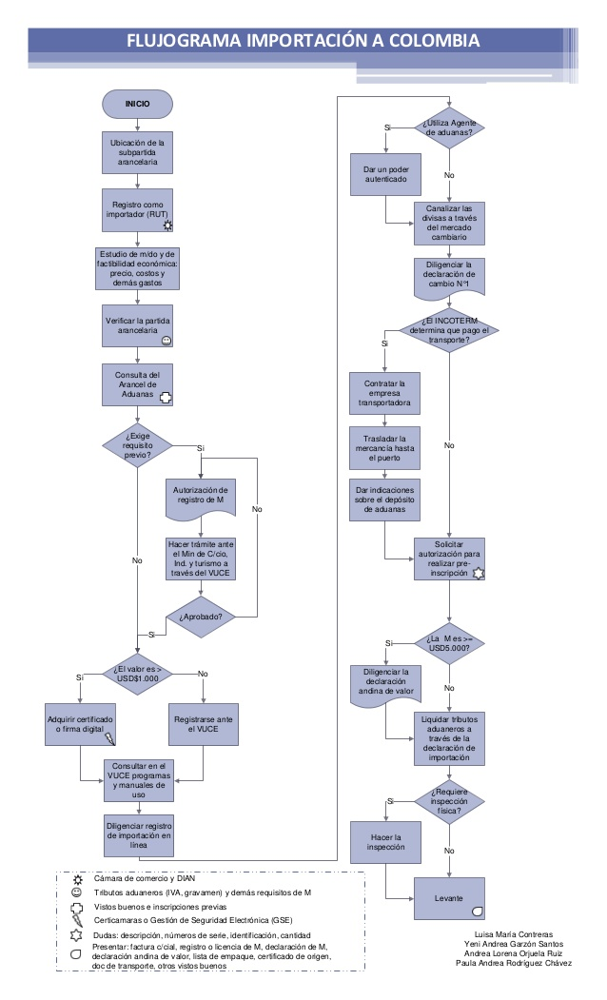 FLUJOGRAMA IMPORTACIÓN A COLOMBIA
INICIO
Ubicación de la
subpartida
arancelaria
Registro como
importador (RUT)
Estudio de m/do y de
factibilidad económica:
precio, costos y
demás gastos
Verificar la partida
arancelaria
Consulta del
Arancel de
Aduanas
¿Exige
requisito
previo?
Si
No
Autorización de
registro de M
No
Hacer trámite ante
el Min de C/cio,
Ind. y turismo a
través del VUCE
¿Aprobado?
Si
¿El valor es >
USD$1.000
Si
No
Adquirir certificado
o firma digital
Registrarse ante
el VUCE
Consultar en el
VUCE programas
y manuales de
uso
Diligenciar registro
de importación en
línea
¿Utiliza Agente
de aduanas?
Si
No
Dar un poder
autenticado
Canalizar las
divisas a través
del mercado
cambiario
Diligenciar la
declaración de
cambio N°1
¿El INCOTERM
determina que pago el
transporte?
Si
No
Contratar la
empresa
transportadora
Trasladar la
mercancía hasta
el puerto
Dar indicaciones
sobre el depósito
de aduanas
Solicitar
autorización para
realizar pre-
inscripción
¿La M es >=
USD5.000?
Si
No
Diligenciar la
declaración
andina de valor
Liquidar tributos
aduaneros a
través de la
declaración de
importación
¿Requiere
inspección
física?
Si
No
Hacer la
inspección
Levante
Cámara de comercio y DIAN
Tributos aduaneros (IVA, gravamen) y demás requisitos de M
Vistos buenos e inscripciones previas
Certicamaras o Gestión de Seguridad Electrónica (GSE)
Dudas: descripción, números de serie, identificación, cantidad
Presentar: factura c/cial, registro o licencia de M, declaración de M,
declaración andina de valor, lista de empaque, certificado de origen,
doc de transporte, otros vistos buenos
Luisa María Contreras
Yeni Andrea Garzón Santos
Andrea Lorena Orjuela Ruiz
Paula Andrea Rodríguez Chávez